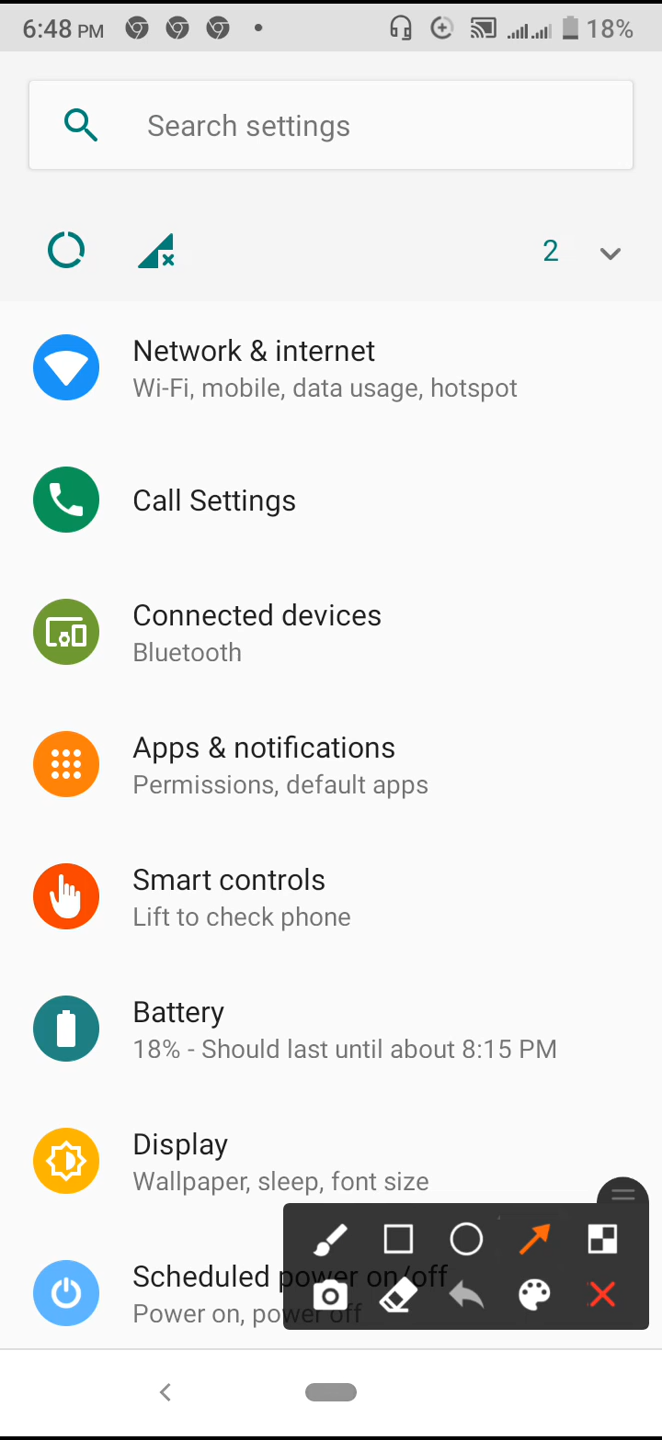 6:48 PM
18%
Search settings
2
Network & internet
Wi-Fi, mobile, data usage, hotspot
Call Settings
Connected devices
Bluetooth
Apps & notifications
Permissions, default apps
Smart controls
Lift to check phone
Battery
18% - Should last until about 8:15 PM
Display
Wallpaper, sleep, font size
Scheduled power on/off
Power on, power off